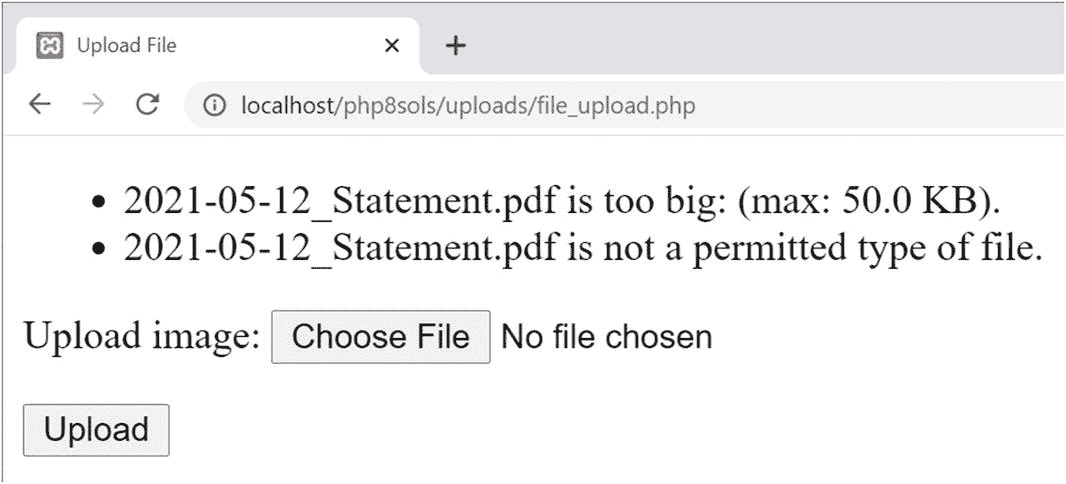 Upload File
localhost/php8sols/uploads/file_upload.php
• 2021-05-12_Statement.pdf is too big: (max: 50.0 KB).
• 2021-05-12_Statement.pdf is not a permitted type of file.
Upload image: Choose File No file chosen
Upload